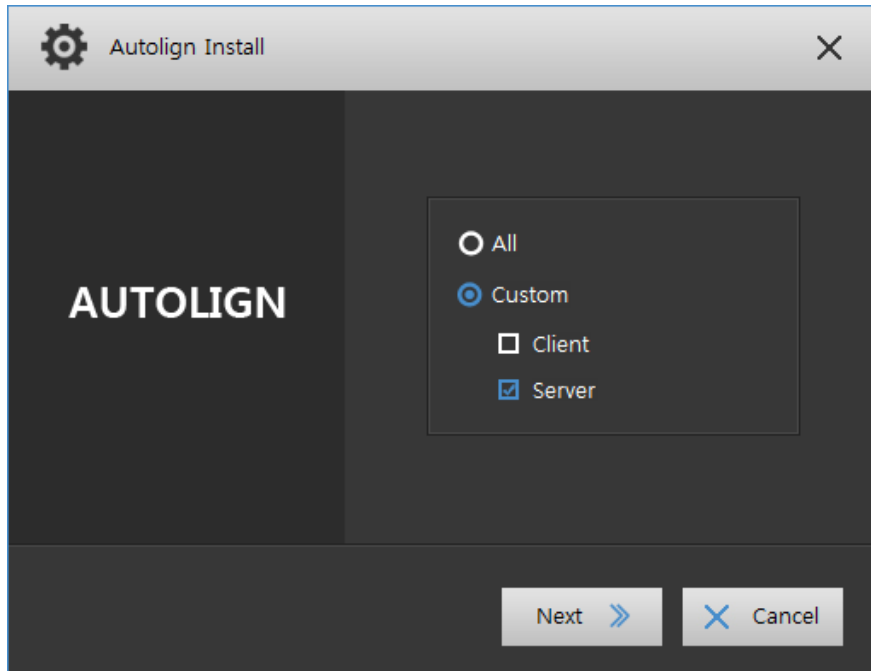 Autolign Install
AUTOLIGN
All
Custom
Client
Server
Next
Cancel